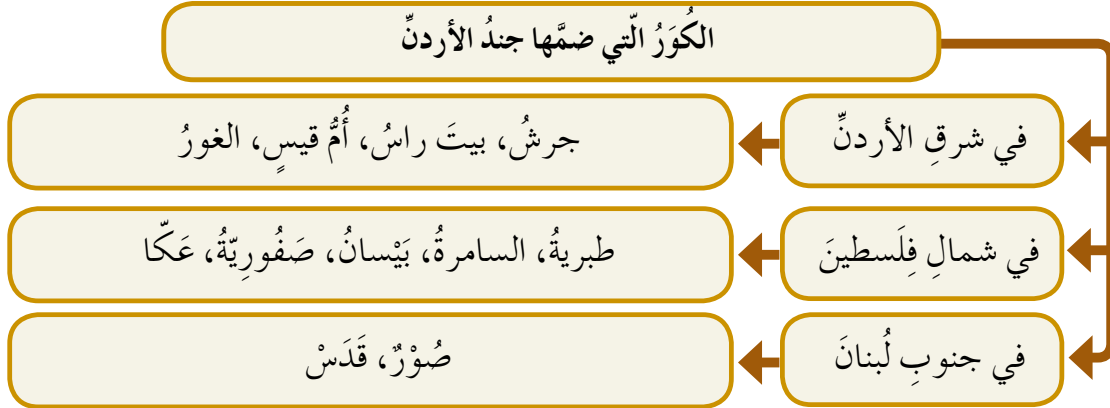 الكُوَرُ الّتي ضمَّها جندُ الأردنِّ
في شرقِ الأردنِّ
جرشُ، بيتَ راسُ، أُمُّ قيسٍ، الغورُ
في شمالِ فِلَسطينَ
طبريةُ، السامرةُ، بَيْسانُ، صَفُورِيّةُ، عَكّا
في جنوبِ لُبنانَ
صُوْرٌ، قَدَسْ